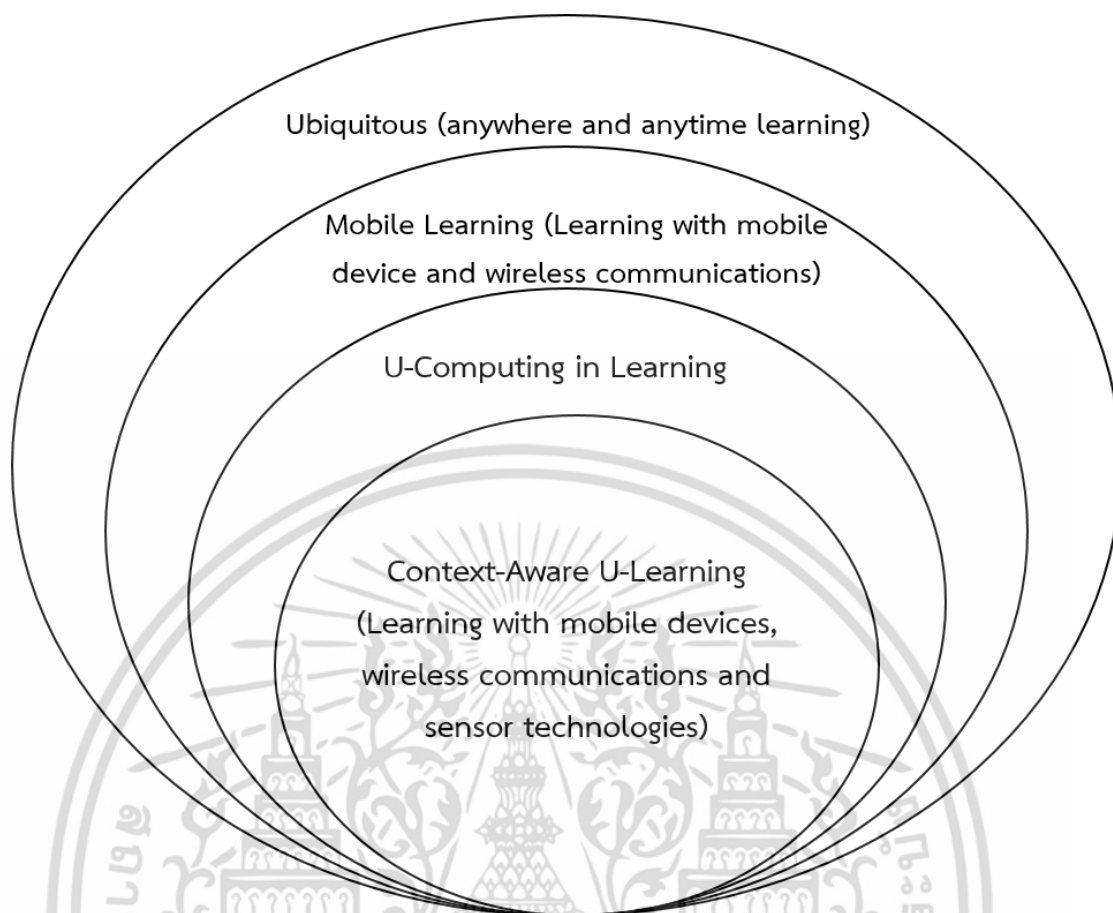 Ubiquitous (anywhere and anytime learning)
Mobile Learning (Learning with mobile
device and wireless communications)
U-Computing in Learning
Context-Aware U-Learning
(Learning with mobile devices,
wireless communications and
sensor technologies)